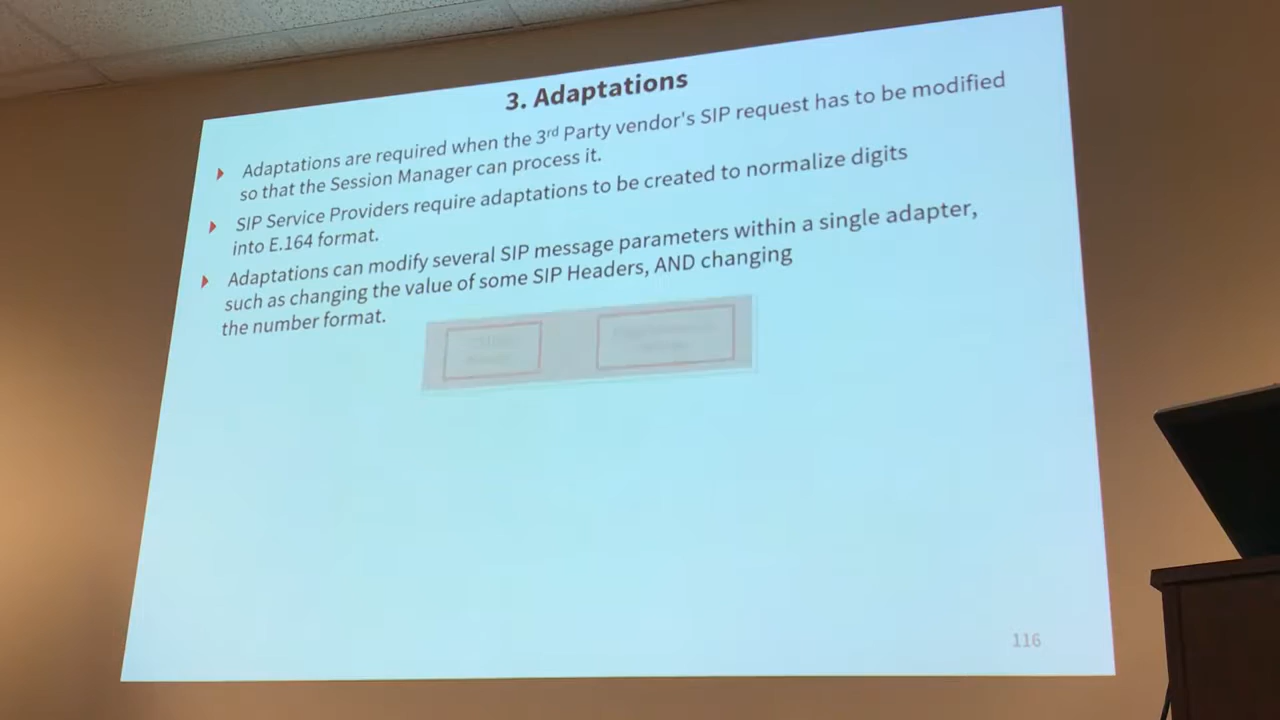 3. Adaptations
Adaptations are required when the 3rd Party vendor's SIP request has to be modified
so that the Session Manager can process it.
SIP Service Providers require adaptations to be created to normalize digits
into E.164 format.
Adaptations can modify several SIP message parameters within a single adapter,
such as changing the value of some SIP Headers, AND changing
the number format.
116